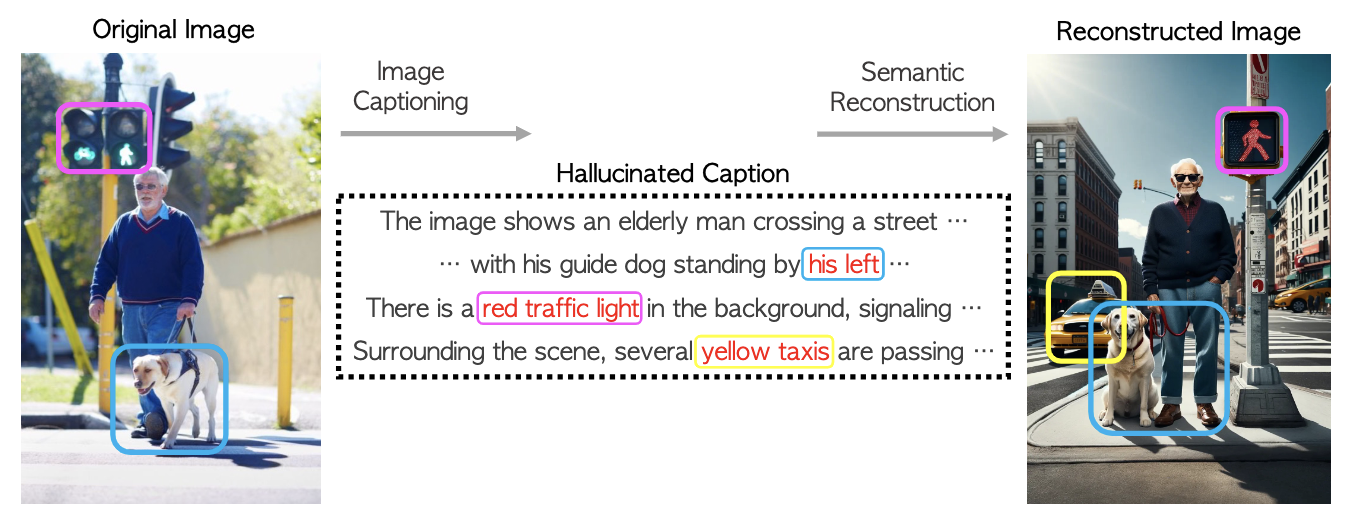 Original Image
Reconstructed Image
Image
Captioning
Semantic
Reconstruction
Hallucinated Caption
The image shows an elderly man crossing a street ···
··· with his guide dog standing by his left ···
There is a red traffic light in the background, signaling ···
Surrounding the scene, several yellow taxis are passing ···